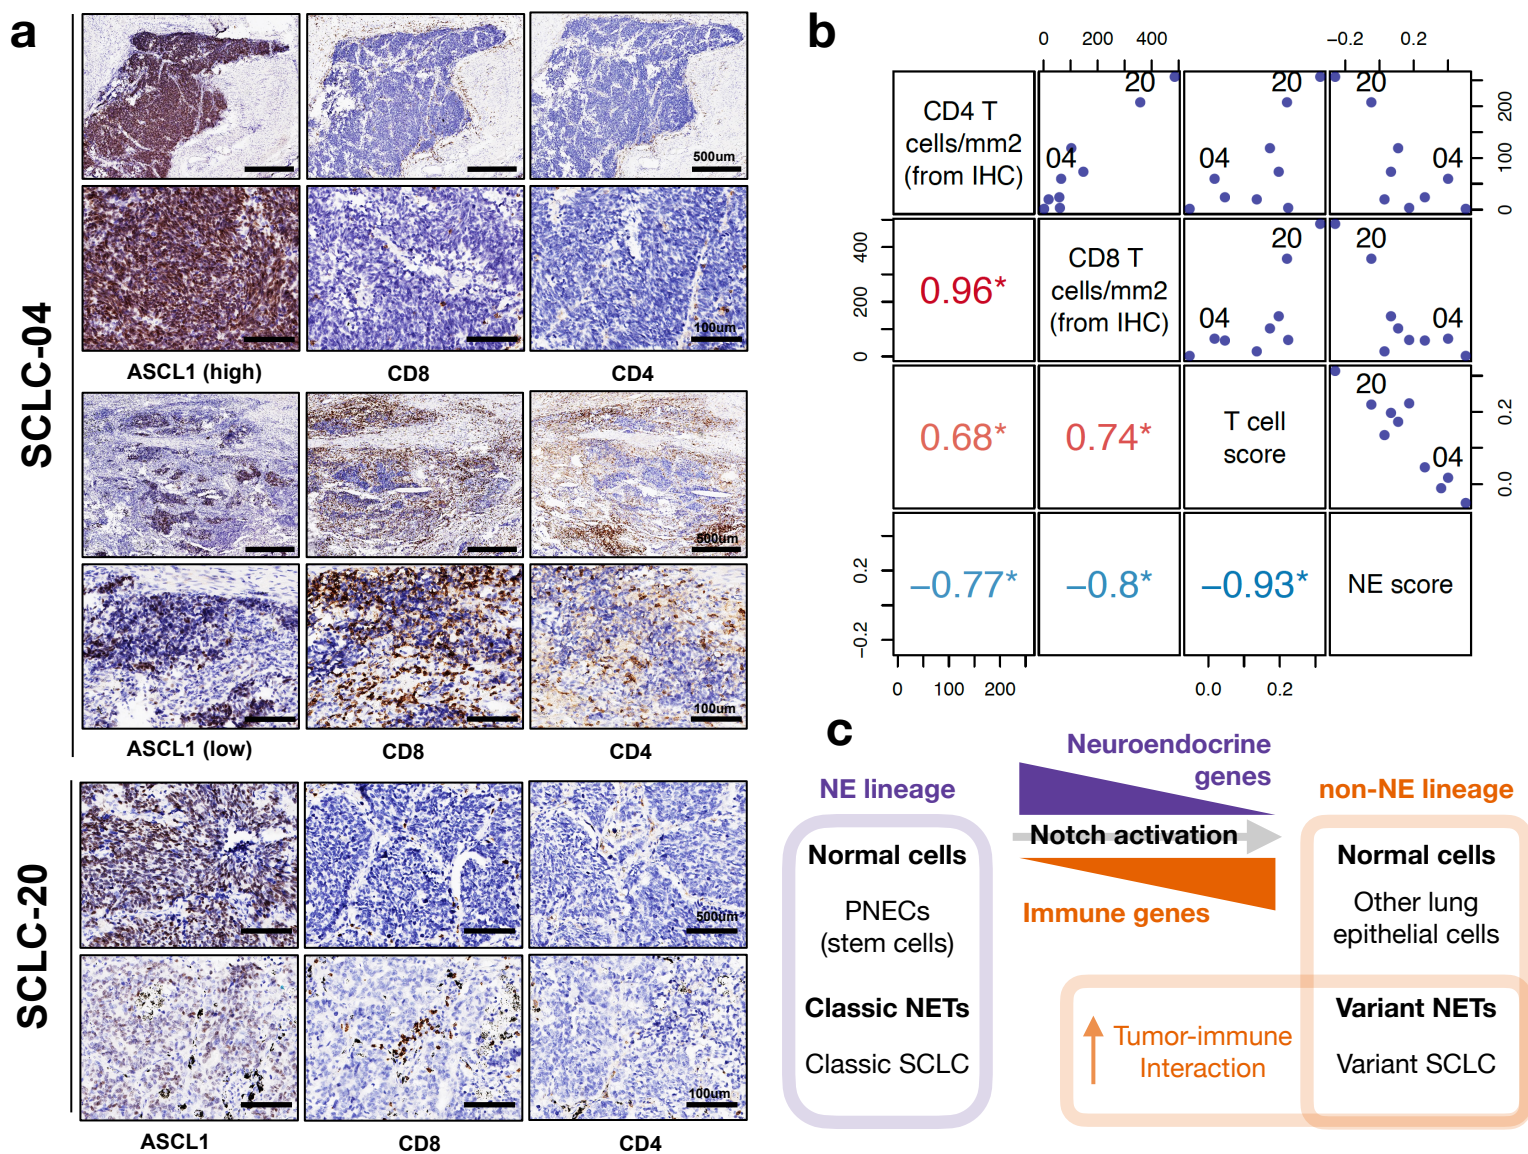 a
SCLC-04
500um
100um
ASCL1 (high)
CD8
CD4
500um
100um
ASCL1 (low)
CD8
CD4
SCLC-20
500um
100um
ASCL1
CD8
CD4
b
0 200 400
−0.2 0.2
CD4 T
cells/mm2
(from IHC)
20
04
20
04
20
04
0 100 200
0 200 400
0.96*
CD8 T
cells/mm2
(from IHC)
20
04
20
04
0.68*
0.74*
T cell
score
20
04
0.0 0.2
−0.2 0.2
−0.77*
−0.8*
−0.93*
NE score
0 100 200
0.0 0.2
c
Neuroendocrine
genes
NE lineage
non-NE lineage
Notch activation
Normal cells
PNECs
(stem cells)
Classic NETs
Classic SCLC
Immune genes
Normal cells
Other lung
epithelial cells
Variant NETs
Variant SCLC
Tumor-immune
Interaction